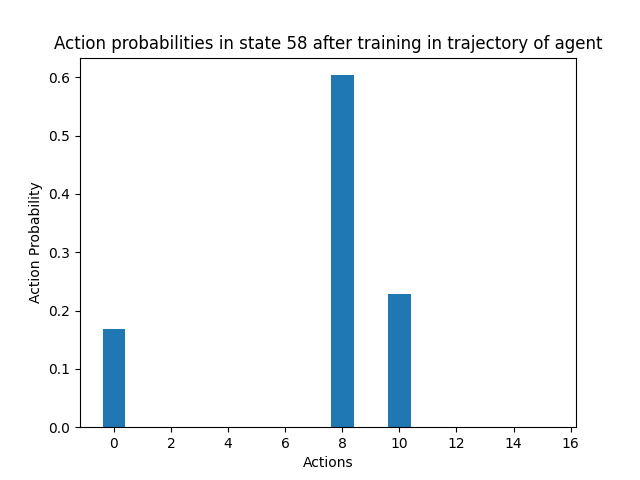 Action probabilities in state 58 after training in trajectory of agent
0.6
0.5
0.4
0.3
0.2
0.1
0.0
Action Probability
0 2 4 6 8 10 12 14 16
Actions